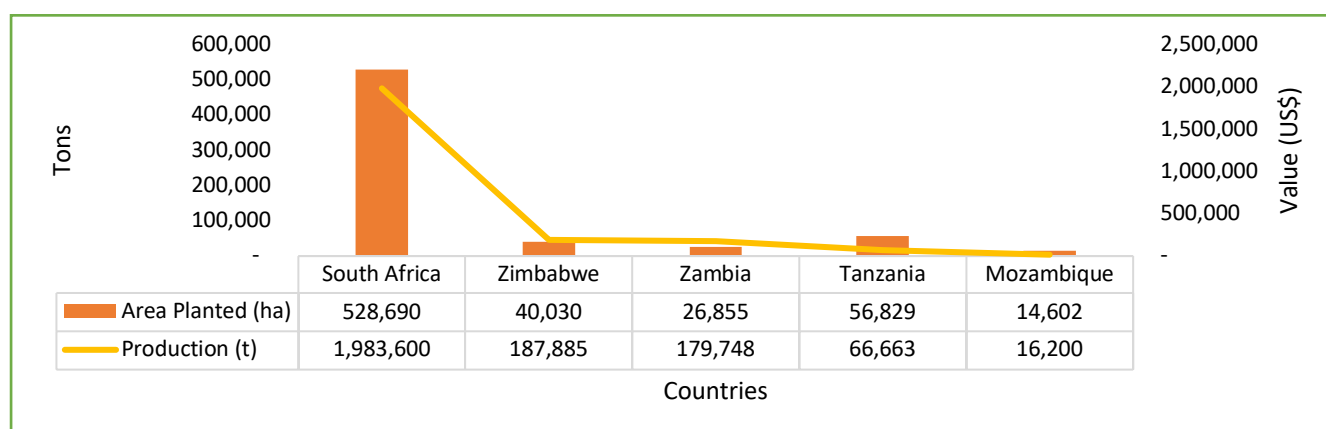 600,000
500,000
400,000
300,000
200,000
100,000
-
Tons
2,500,000
2,000,000
1,500,000
1,000,000
500,000
-
Value (US$)
South Africa Zimbabwe Zambia Tanzania Mozambique
Area Planted (ha) 528,690 40,030 26,855 56,829 14,602
Production (t) 1,983,600 187,885 179,748 66,663 16,200
Countries